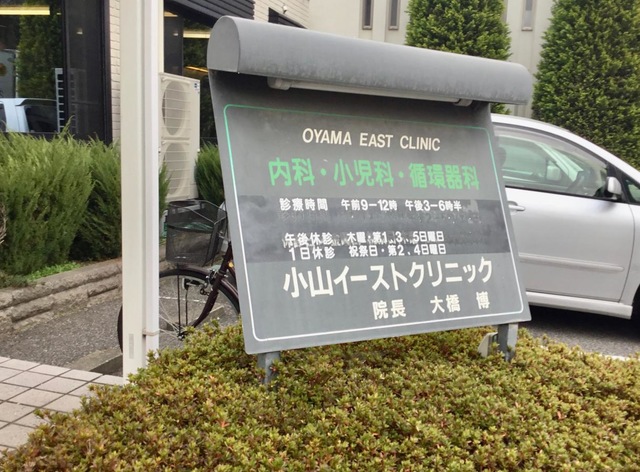 OYAMA EAST CLINIC
内科・小児科・循環器科
診療時間 午前9ー12時 午後3ー6時半
午後休診 木曜・第1.3.5日曜日
1日休診 祝祭日・第2.4日曜日
小山イーストクリニック
院長 大橋 博